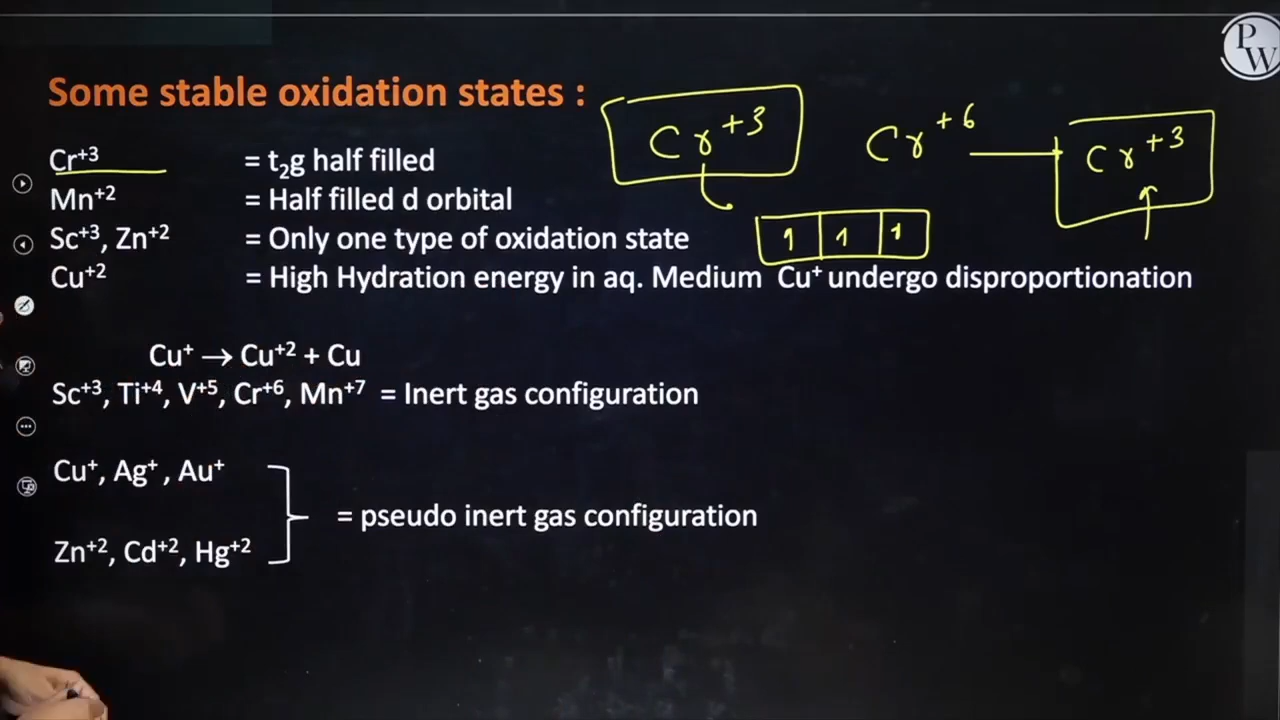 P
W
Some stable oxidation states :
Cr+3
Cr+6
Cr+3
Cr+3 = t2g half filled
Mn+2 = Half filled d orbital
Sc+3, Zn+2 = Only one type of oxidation state
1 1 1
Cu+2 = High Hydration energy in aq. Medium Cu+ undergo disproportionation
Cu+ → Cu+2 + Cu
Sc+3, Ti+4, V+5, Cr+6, Mn+7 = Inert gas configuration
Cu+, Ag+ , Au+
= pseudo inert gas configuration
Zn+2, Cd+2, Hg+2